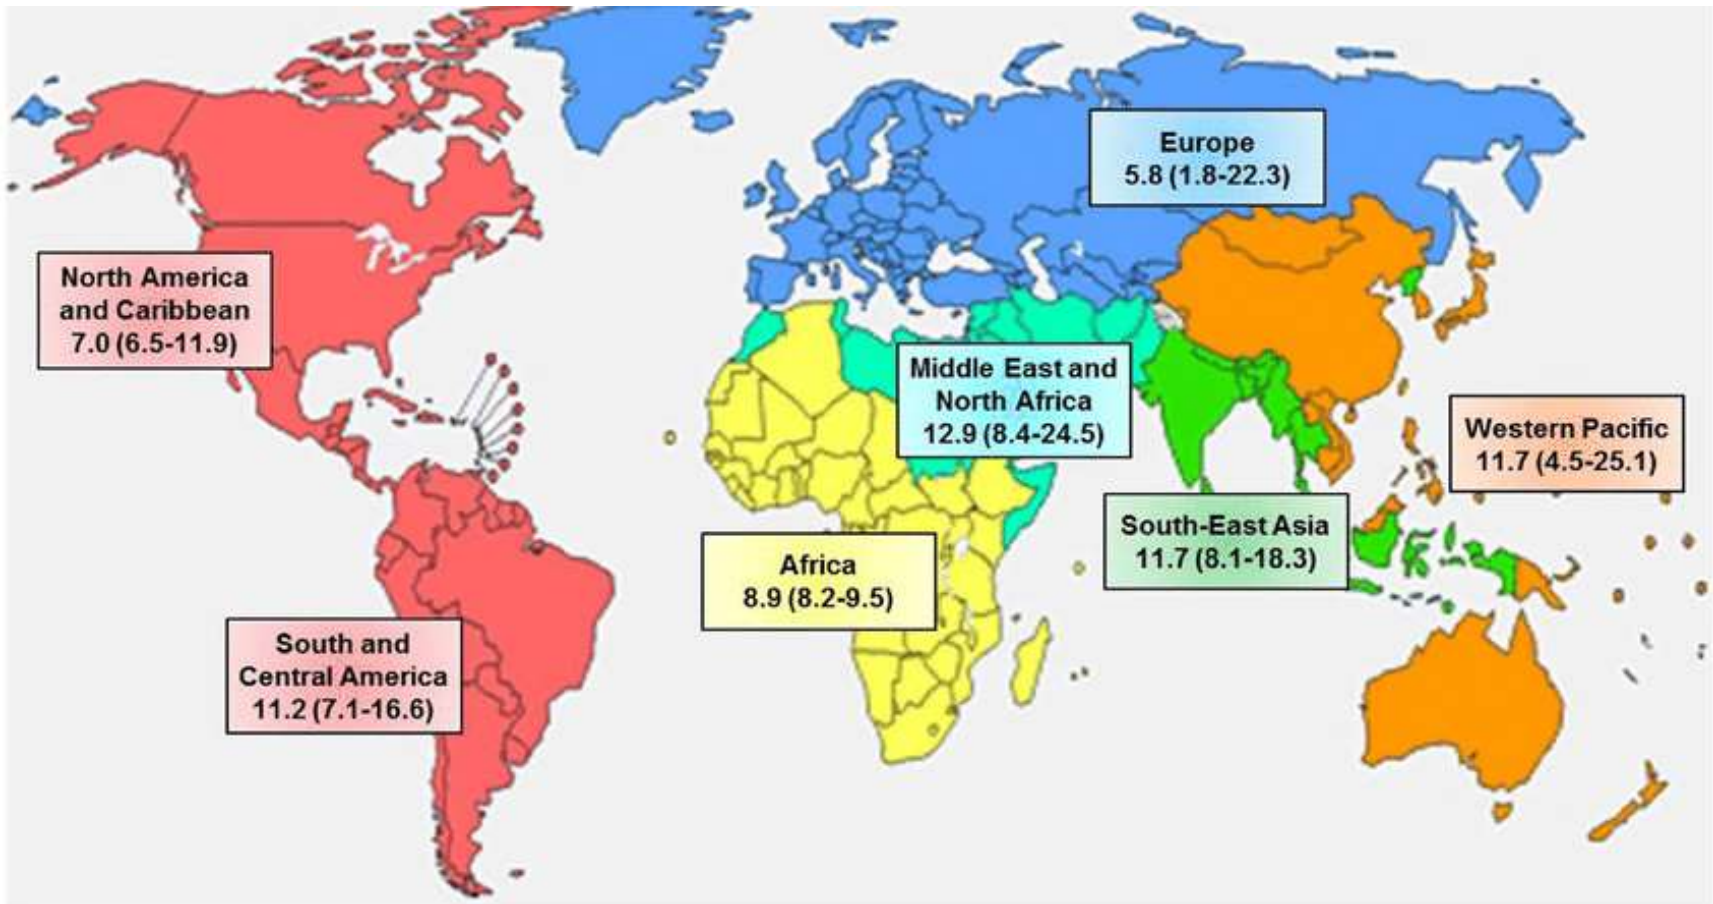 Europe
5.8 (1.8-22.3)
North America
and Caribbean
7.0 (6.5-11.9)
Middle East and
North Africa
12.9 (8.4-24.5)
Western Pacific
11.7 (4.5-25.1)
South-East Asia
11.7 (8.1-18.3)
Africa
8.9 (8.2-9.5)
South and
Central America
11.2 (7.1-16.6)